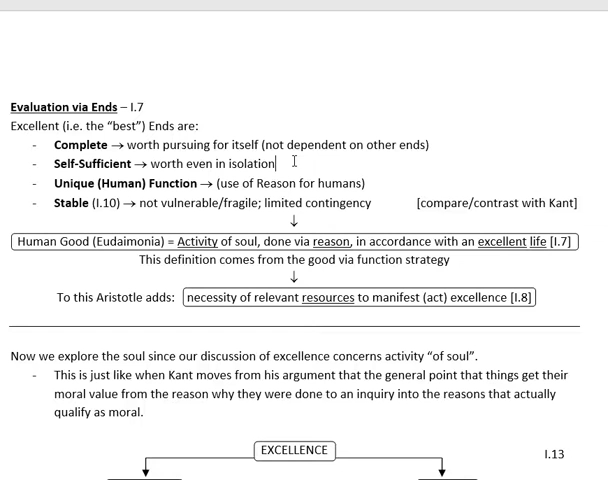 Evaluation via Ends – I.7
Excellent (i.e. the “best”) Ends are:
- Complete → worth pursuing for itself (not dependent on other ends)
- Self-Sufficient → worth even in isolation
- Unique (Human) Function → (use of Reason for humans)
- Stable (I.10) → not vulnerable/fragile; limited contingency [compare/contrast with Kant]
↓
Human Good (Eudaimonia) = Activity of soul, done via reason, in accordance with an excellent life [I.7]
This definition comes from the good via function strategy
↓
To this Aristotle adds: necessity of relevant resources to manifest (act) excellence [I.8]
Now we explore the soul since our discussion of excellence concerns activity “of soul”.
- This is just like when Kant moves from his argument that the general point that things get their
moral value from the reason why they were done to an inquiry into the reasons that actually
qualify as moral.
EXCELLENCE
I.13